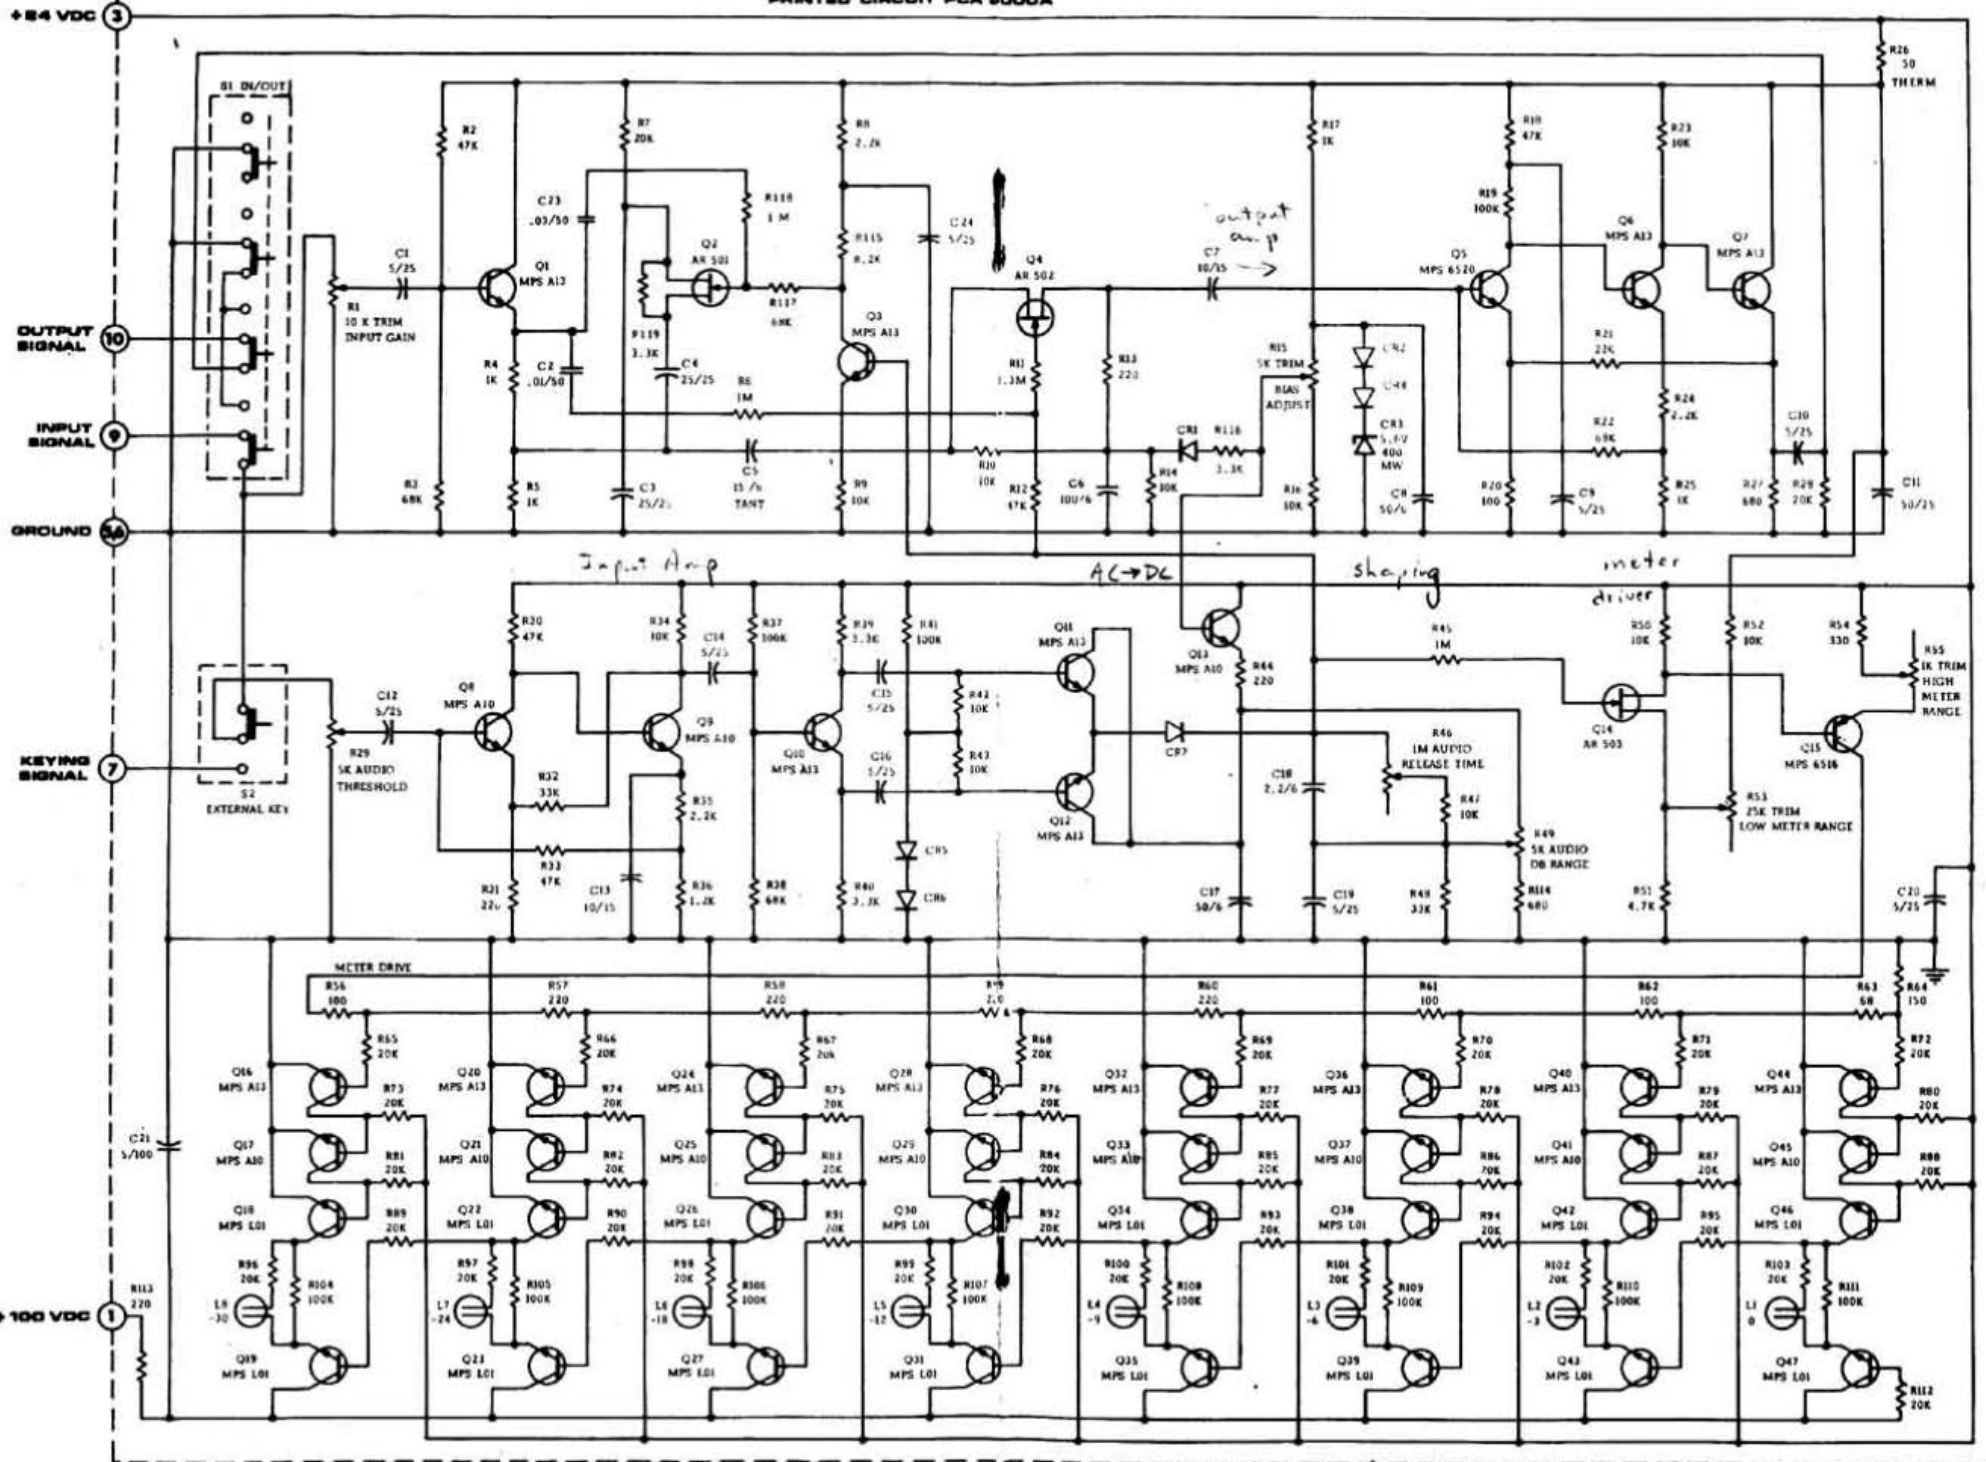 PRINTED CIRCUIT PCA 9000A
+24 VDC 3
R26
50
THERM
S1 IN/OUT
R2
47K
R7
20K
R8
2.2K
R17
1K
R18
47K
R23
10K
C23
.03/50
R118
1 M
R19
100K
output
amp
Q6
MPS A13
Q7
MPS A13
C24
5/25
R115
8.2K
Q2
AR 501
C1
5/25
Q4
AR 502
C7
10/15
Q5
MPS 6520
Q1
MPS A13
R1
10 K TRIM
INPUT GAIN
R117
68K
Q3
MPS A13
OUTPUT
SIGNAL 10
R119
3.3K
R21
22K
R15
5K TRIM
BIAS
ADJUST
CR2
CR4
R4
1K
C2
.01/50
C4
25/25
R6
1M
R11
3.3M
R13
220
R24
2.2K
INPUT
SIGNAL 9
CR1
R116
3.3K
CR3
5.6V
400
MW
R22
68K
C10
5/25
R3
68K
R5
1K
C3
25/25
C5
15/6
TANT
R9
10K
R10
10K
R12
47K
C6
100/6
R14
10K
R16
10K
C8
50/6
R20
100
C9
5/25
R25
1K
R27
680
R28
20K
C11
50/25
GROUND 5,6
Input Amp
AC→DC
shaping
meter
driver
R30
47K
R34
10K
C14
5/25
R37
100K
R39
3.3K
R41
100K
Q11
MPS A13
Q13
MPS A10
R44
220
R45
1M
R50
10K
R52
10K
R54
330
R55
1K TRIM
HIGH
METER
RANGE
C12
5/25
Q8
MPS A10
Q9
MPS A10
C15
5/25
R42
10K
Q14
AR 503
Q15
MPS 6516
KEYING
SIGNAL 7
R29
5K AUDIO
THRESHOLD
S2
EXTERNAL KEY
R32
33K
R35
2.2K
Q10
MPS A13
C16
5/25
R43
10K
CR7
C18
2.2/6
R46
1M AUDIO
RELEASE TIME
R47
10K
R53
25K TRIM
LOW METER RANGE
Q12
MPS A13
R49
5K AUDIO
DB RANGE
R33
47K
CR5
R31
220
C13
10/15
R36
1.2K
R38
68K
R40
3.3K
CR6
C17
50/6
C19
5/25
R48
33K
R114
680
R51
4.7K
C20
5/25
METER DRIVE
R56
100
R57
220
R58
220
R60
220
R61
100
R62
100
R63
68
R64
150
R65
20K
R66
20K
R67
20K
R68
20K
R69
20K
R70
20K
R71
20K
R72
20K
Q16
MPS A13
Q20
MPS A13
Q24
MPS A13
Q28
MPS A13
Q32
MPS A13
Q36
MPS A13
Q40
MPS A13
Q44
MPS A13
R73
20K
R74
20K
R75
20K
R76
20K
R77
20K
R78
20K
R79
20K
R80
20K
C21
5/100
Q17
MPS A10
Q21
MPS A10
Q25
MPS A10
Q29
MPS A10
Q33
MPS A10
Q37
MPS A10
Q41
MPS A10
Q45
MPS A10
R81
20K
R82
20K
R83
20K
R84
20K
R85
20K
R86
20K
R87
20K
R88
20K
Q18
MPS L01
Q22
MPS L01
Q26
MPS L01
Q30
MPS L01
Q34
MPS L01
Q38
MPS L01
Q42
MPS L01
Q46
MPS L01
R89
20K
R90
20K
R91
20K
R92
20K
R93
20K
R94
20K
R95
20K
R96
20K
R97
20K
R98
20K
R99
20K
R100
20K
R101
20K
R102
20K
R103
20K
R104
100K
R105
100K
R106
100K
R107
100K
R108
100K
R109
100K
R110
100K
R111
100K
R113
220
+100 VDC 1
L8
-30
L7
-24
L6
-18
L5
-12
L4
-9
L3
-6
L2
-3
L1
0
Q19
MPS L01
Q23
MPS L01
Q27
MPS L01
Q31
MPS L01
Q35
MPS L01
Q39
MPS L01
Q43
MPS L01
Q47
MPS L01
R112
20K